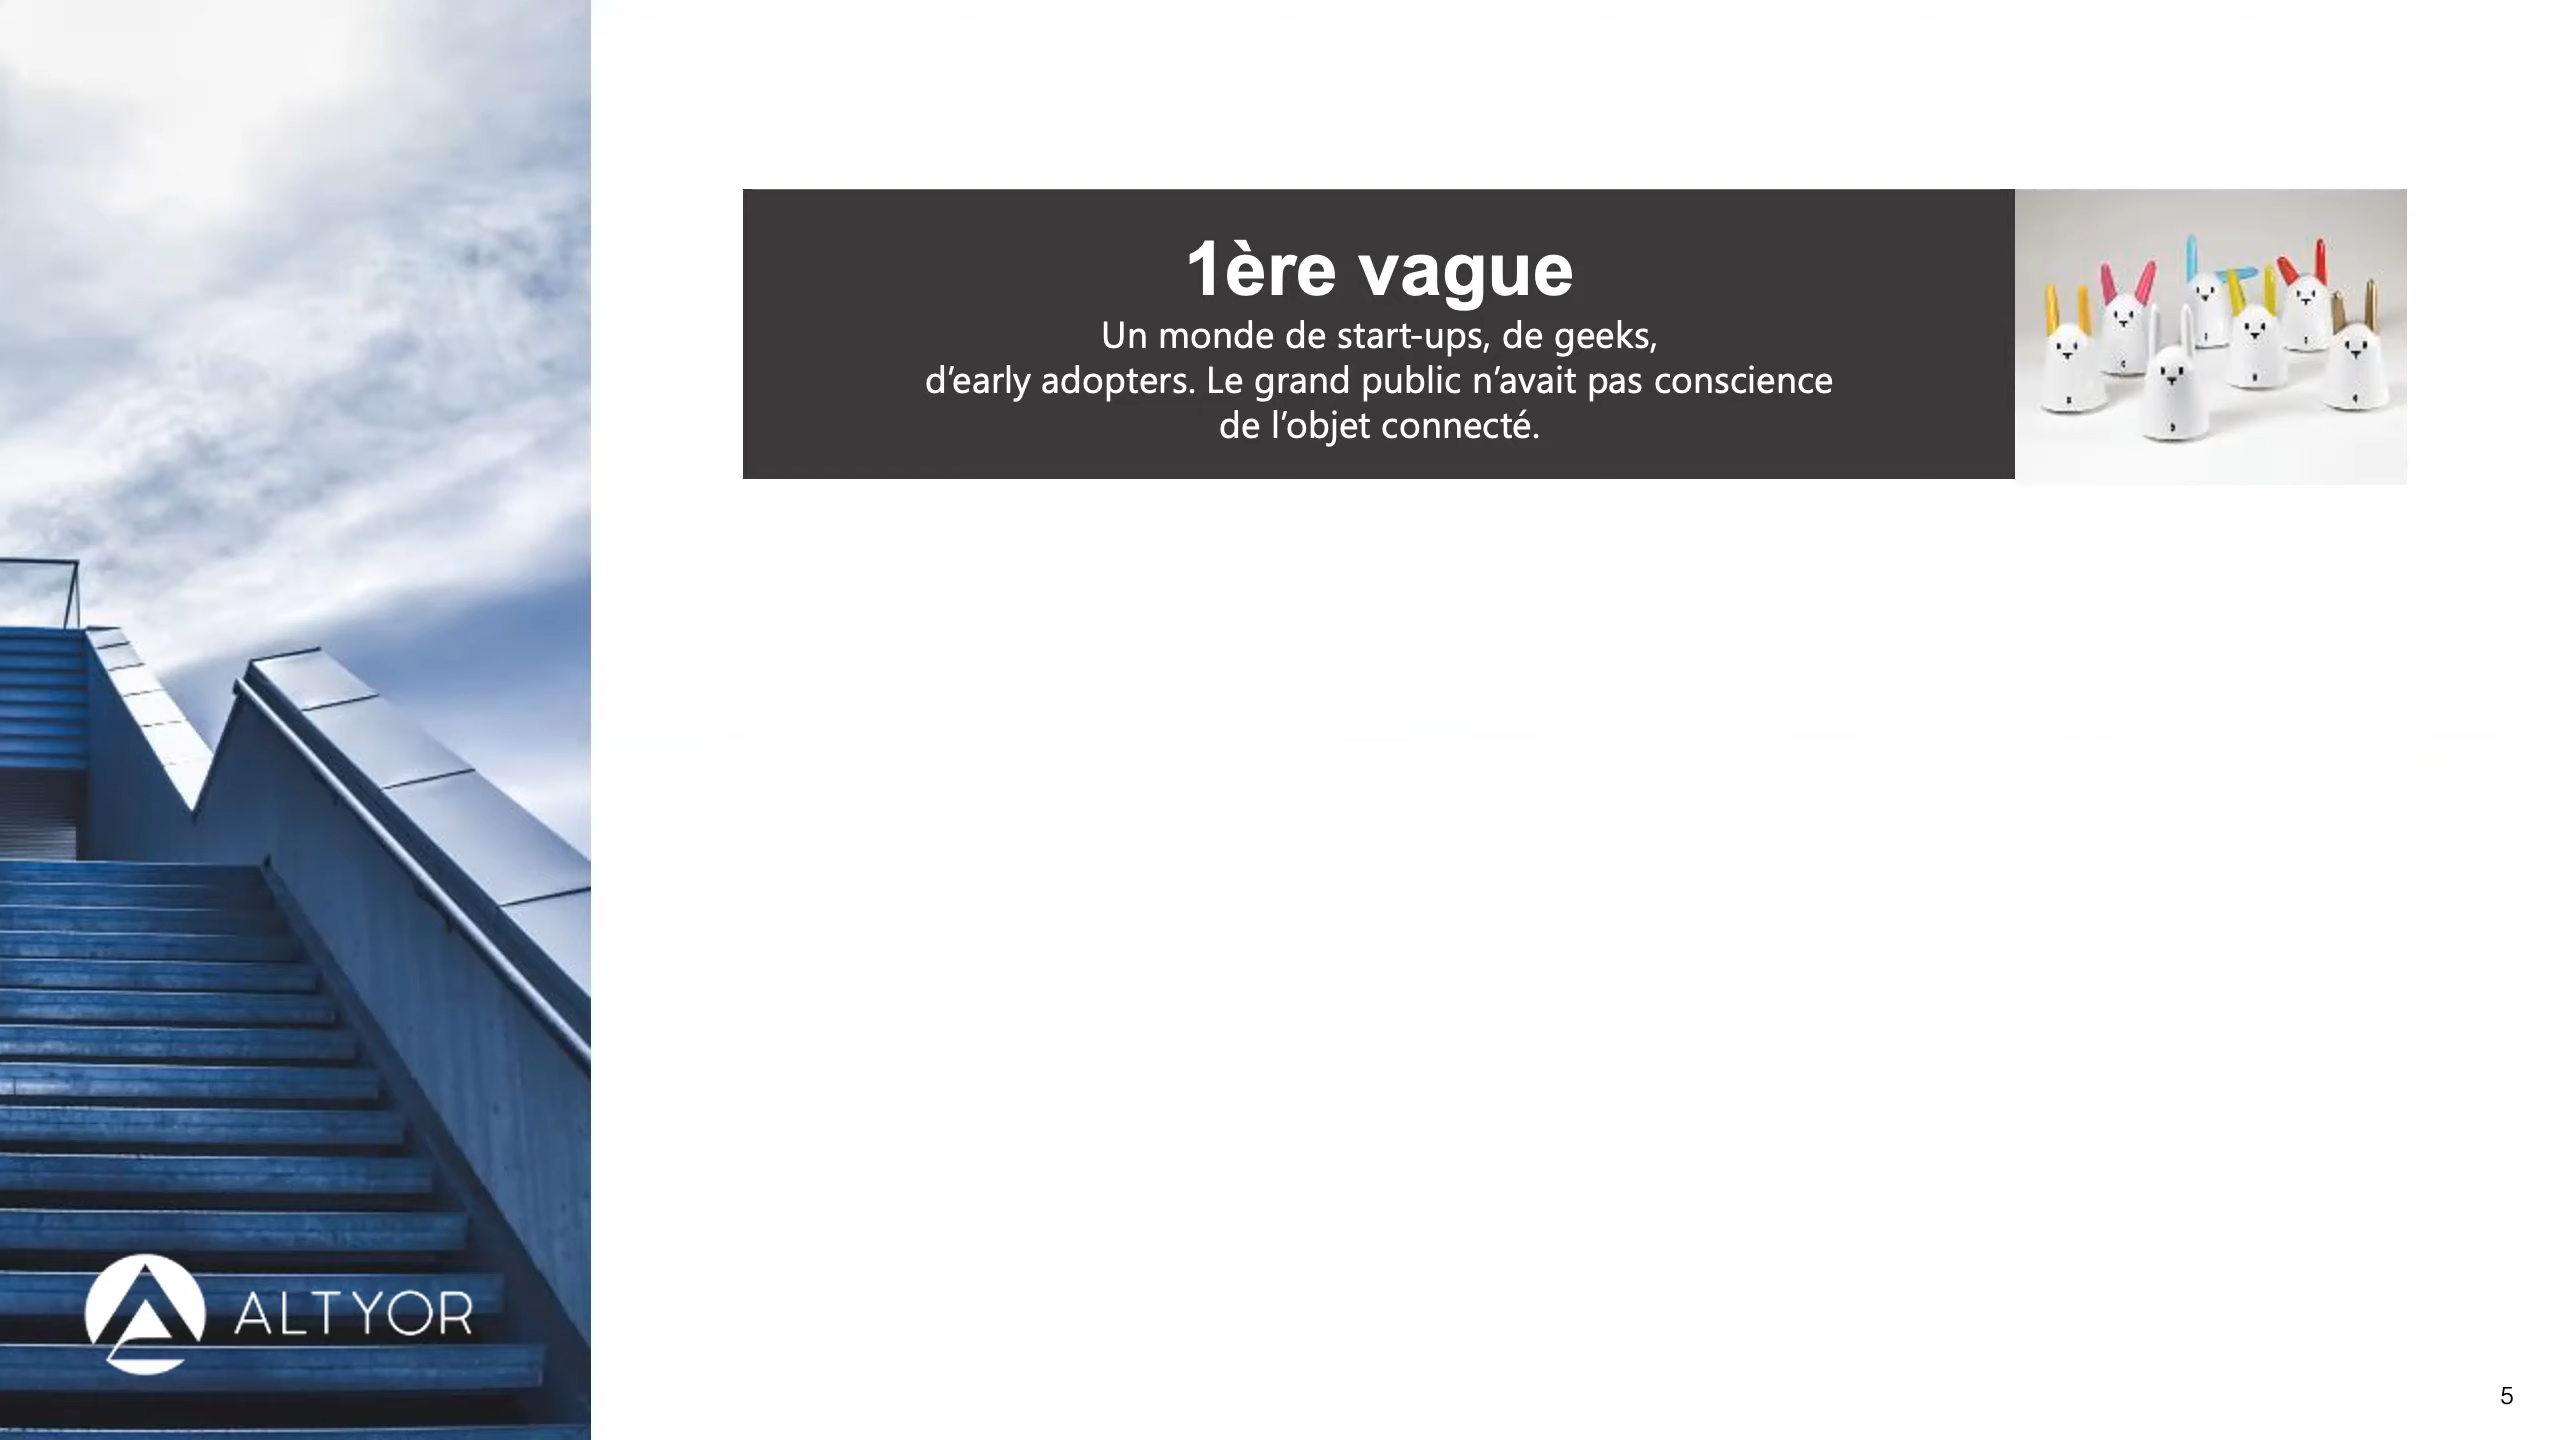 1ère vague
Un monde de start-ups, de geeks,
d’early adopters. Le grand public n’avait pas conscience
de l’objet connecté.
ALTYOR
5